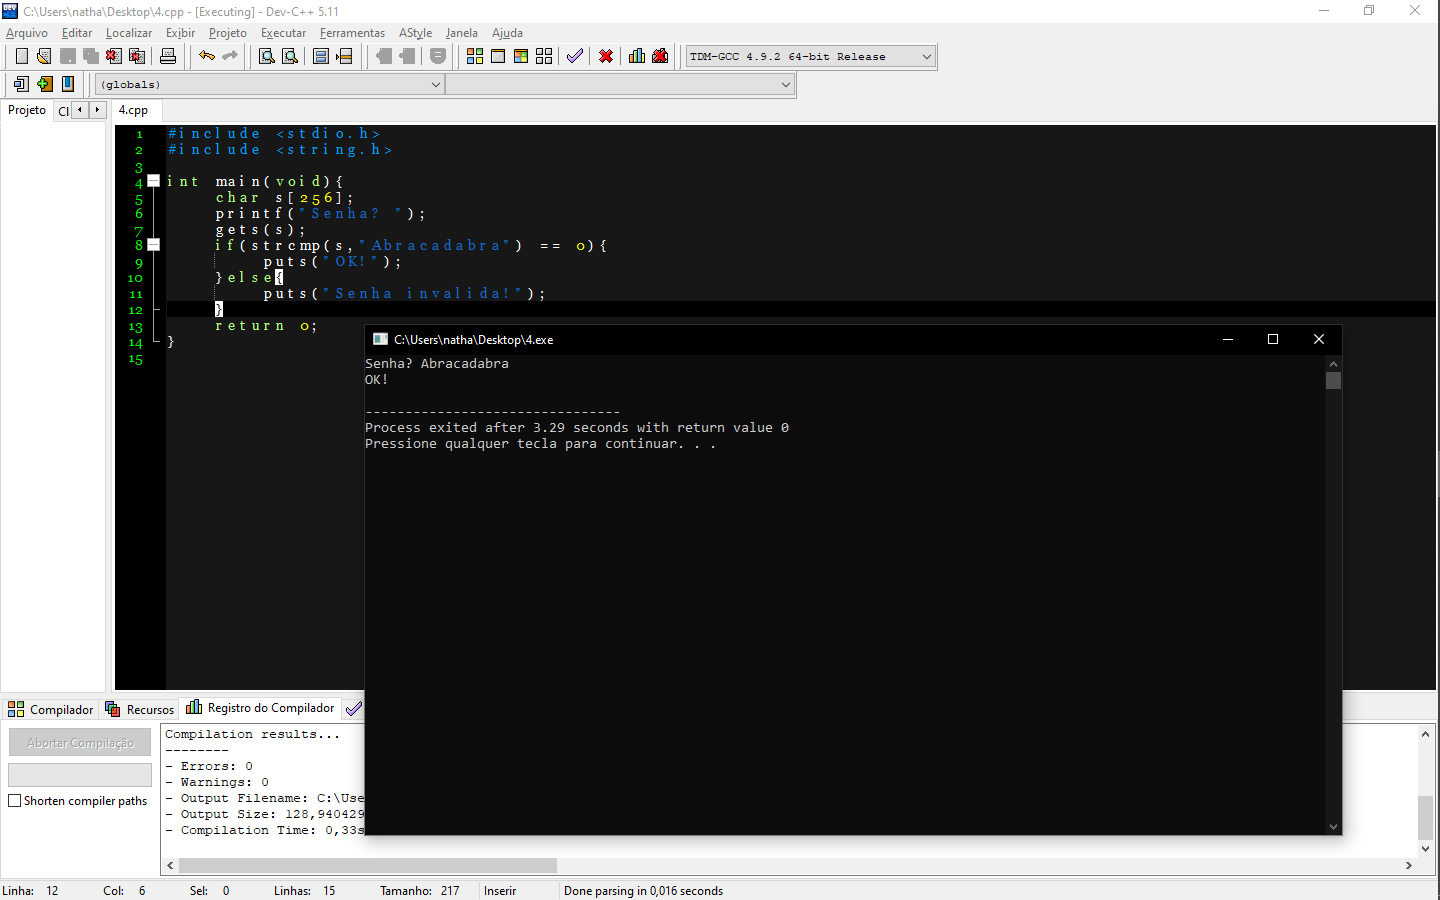 C:\Users\natha\Desktop\4.cpp - [Executing] - Dev-C++ 5.11
Arquivo Editar Localizar Exibir Projeto Executar Ferramentas AStyle Janela Ajuda
TDM-GCC 4.9.2 64-bit Release
(globals)
Projeto Cl 4.cpp
1 #include <stdio.h>
2 #include <string.h>
3
4 int main(void){
5 char s[256];
6 printf("Senha? ");
7 gets(s);
8 if(strcmp(s,"Abracadabra") == 0){
9 puts("OK!");
10 }else{
11 puts("Senha invalida!");
12 }
13 return 0;
14 }
15
C:\Users\natha\Desktop\4.exe
Senha? Abracadabra
OK!
--------------------------------
Process exited after 3.29 seconds with return value 0
Pressione qualquer tecla para continuar. . .
Compilador Recursos Registro do Compilador
Abortar Compilação
Shorten compiler paths
Compilation results...
--------
- Errors: 0
- Warnings: 0
- Output Filename: C:\Use
- Output Size: 128,940429
- Compilation Time: 0,33s
Linha: 12 Col: 6 Sel: 0 Linhas: 15 Tamanho: 217 Inserir Done parsing in 0,016 seconds